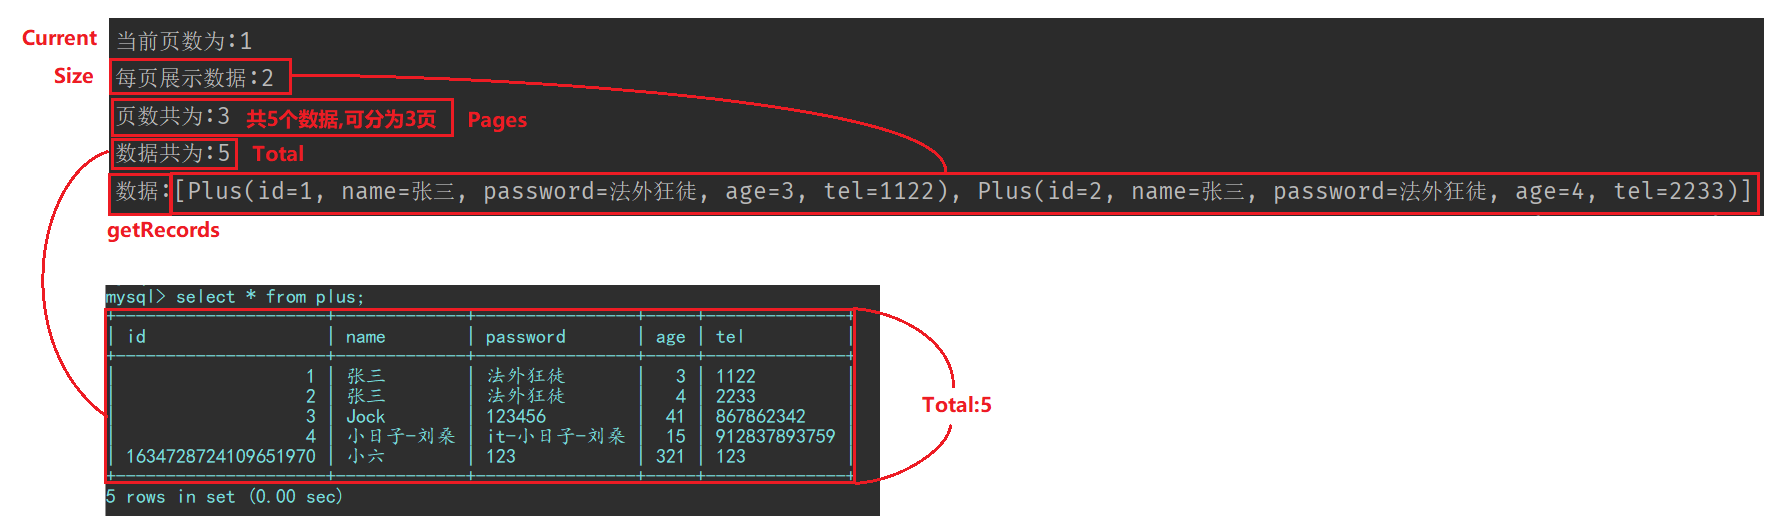 Current 当前页数为:1
Size 每页展示数据:2
页数共为:3 共5个数据,可分为3页 Pages
数据共为:5 Total
数据:[Plus(id=1, name=张三, password=法外狂徒, age=3, tel=1122), Plus(id=2, name=张三, password=法外狂徒, age=4, tel=2233)]
getRecords
mysql> select * from plus;
| id | name | password | age | tel |
| 1 | 张三 | 法外狂徒 | 3 | 1122 |
| 2 | 张三 | 法外狂徒 | 4 | 2233 |
| 3 | Jock | 123456 | 41 | 867862342 |
| 4 | 小日子-刘桑 | it-小日子-刘桑 | 15 | 912837893759 |
| 1634728724109651970 | 小六 | 123 | 321 | 123 |
Total:5
5 rows in set (0.00 sec)